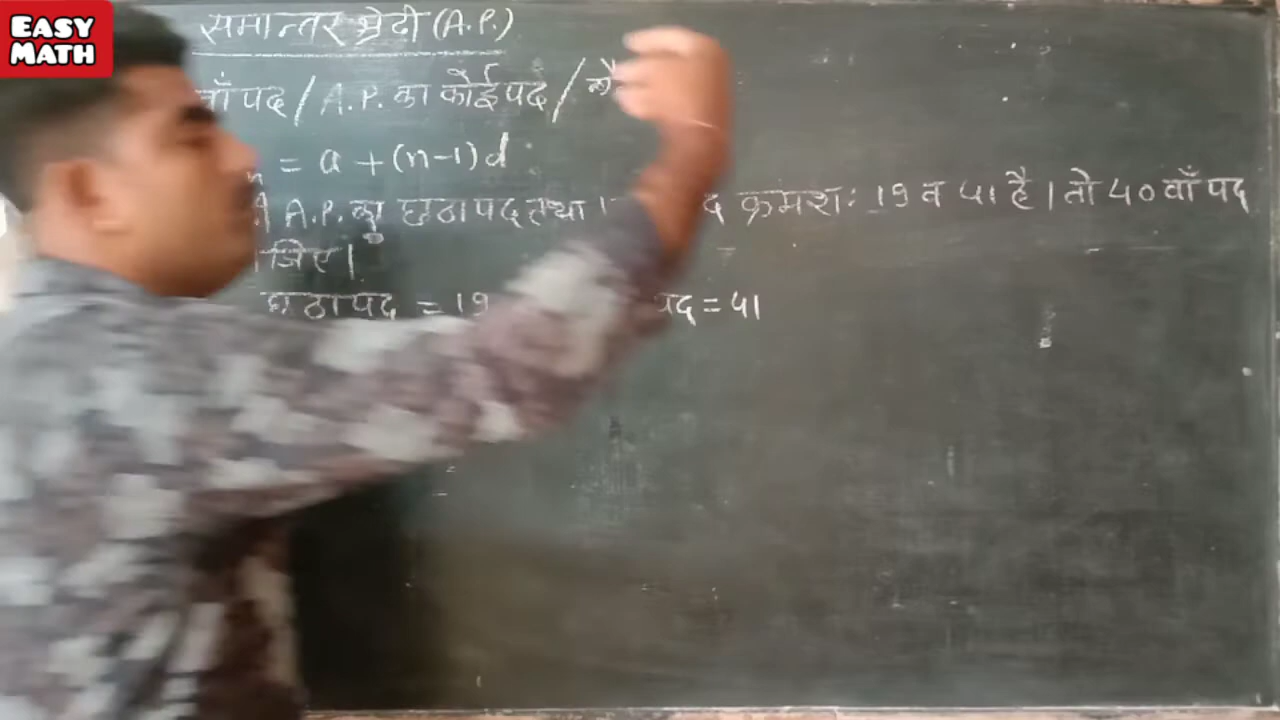 EASY
MATH
समान्तर श्रेढी (A.P.)
वाँ पद / A.P. का कोई पद /
= a + (n-1)d
A.P. का छठा पद तथा क्रमशः 19 व 41 है। तो 40 वाँ पद
जिए।
छठा पद = 19 पद = 41